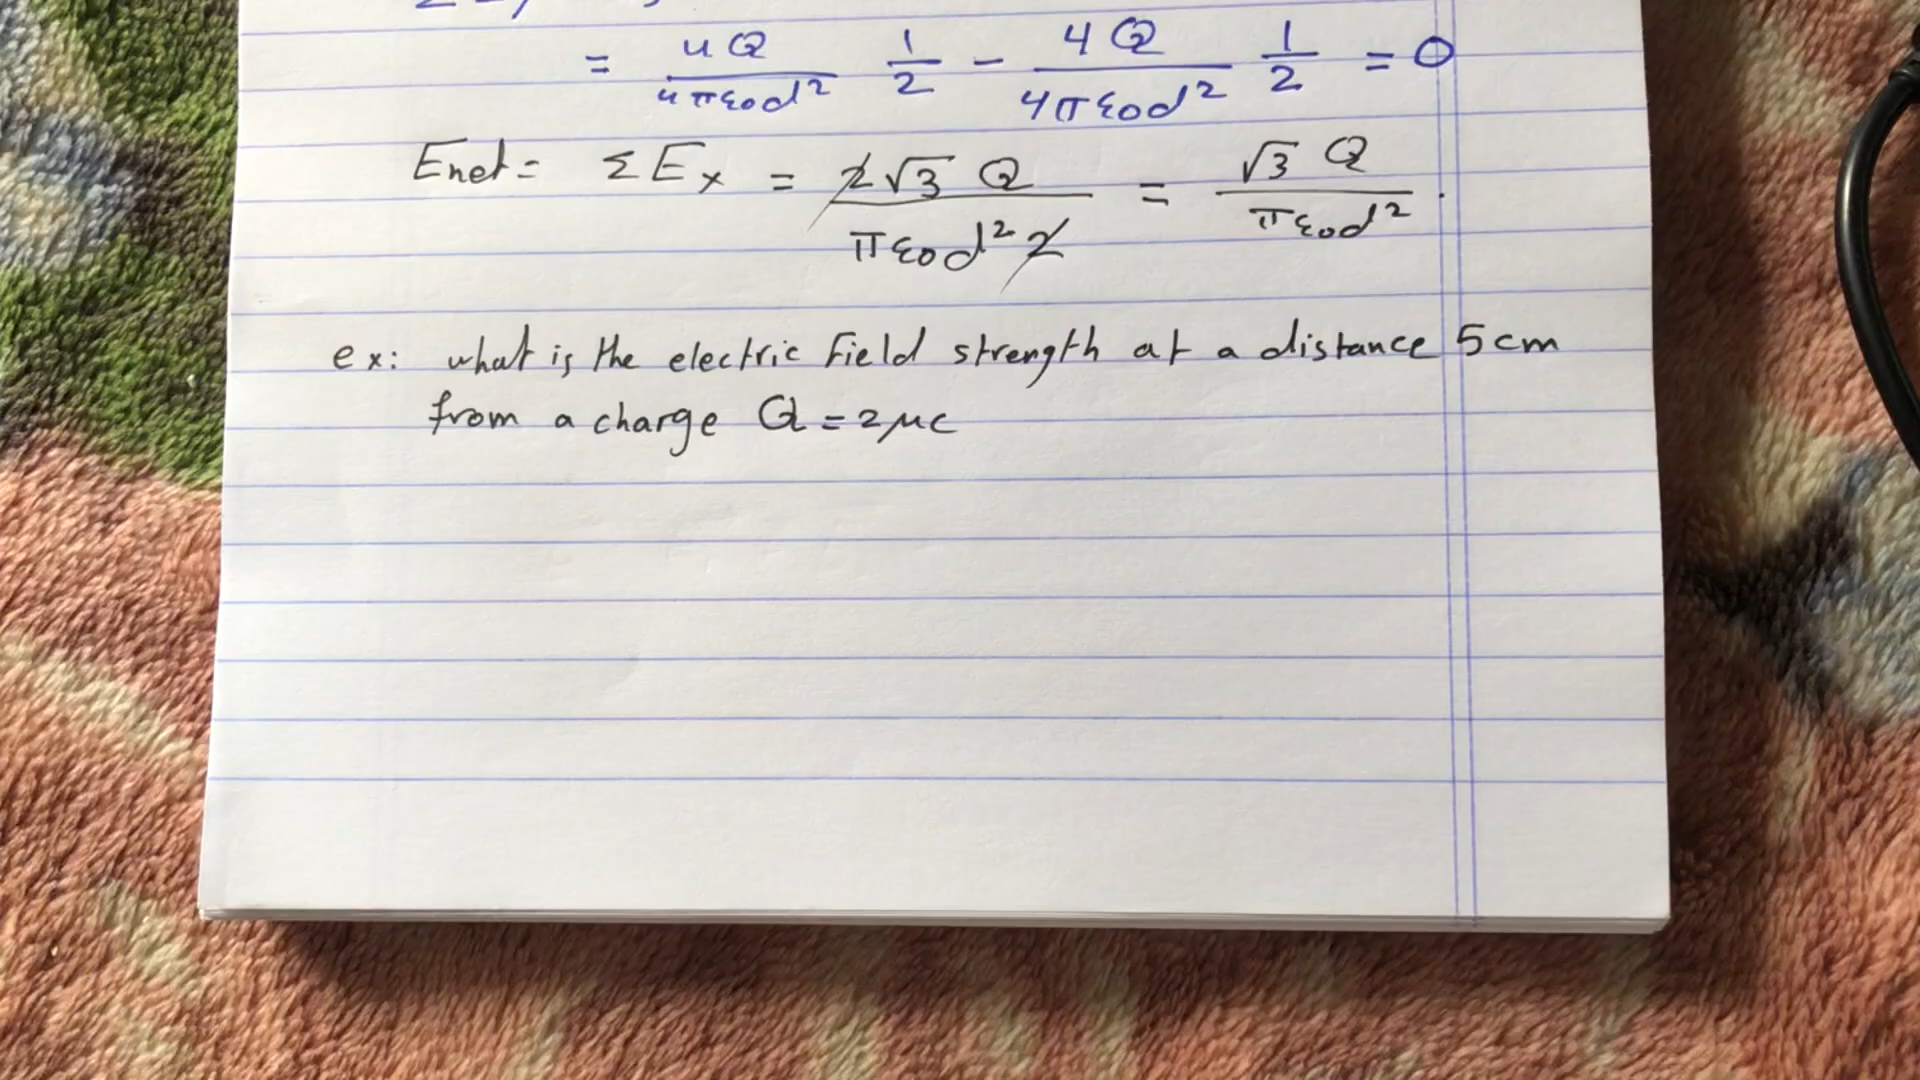 = 4Q/4πε0d² 1/2 - 4Q/4πε0d² 1/2 = 0
Enet = ΣEx = 2√3 Q/πε0d² 2 = √3 Q/πε0d².
ex: what is the electric field strength at a distance 5cm
from a charge Q = 2μc